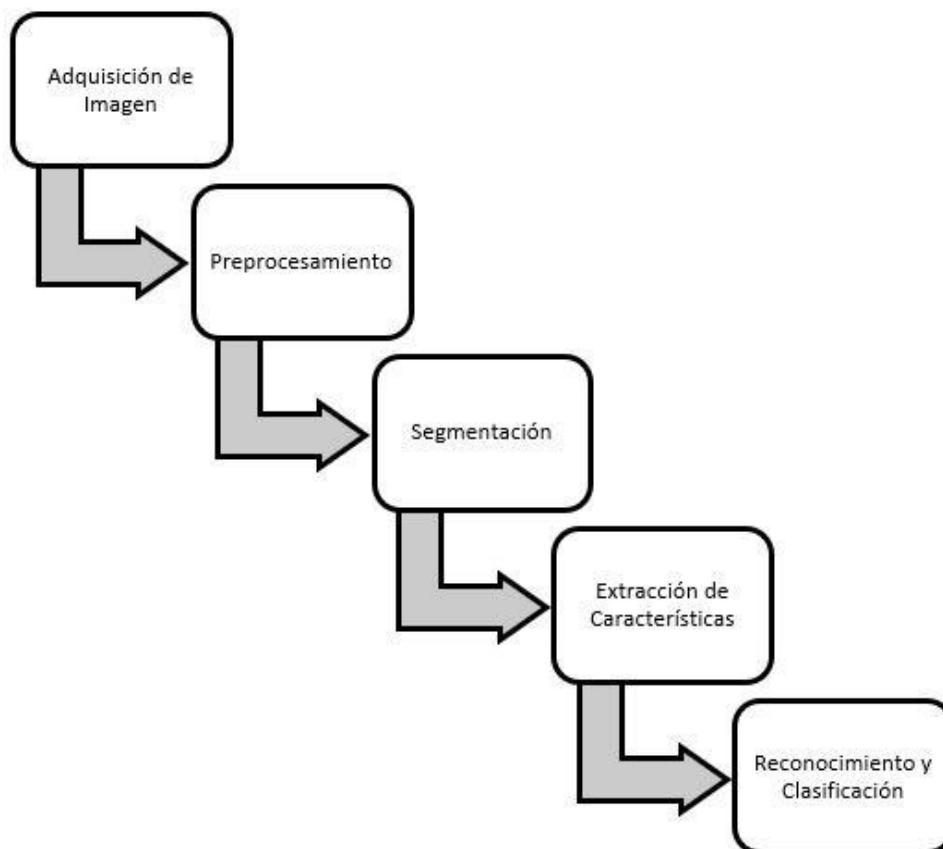 Adquisición de
Imagen
Preprocesamiento
Segmentación
Extracción de
Características
Reconocimiento y
Clasificación